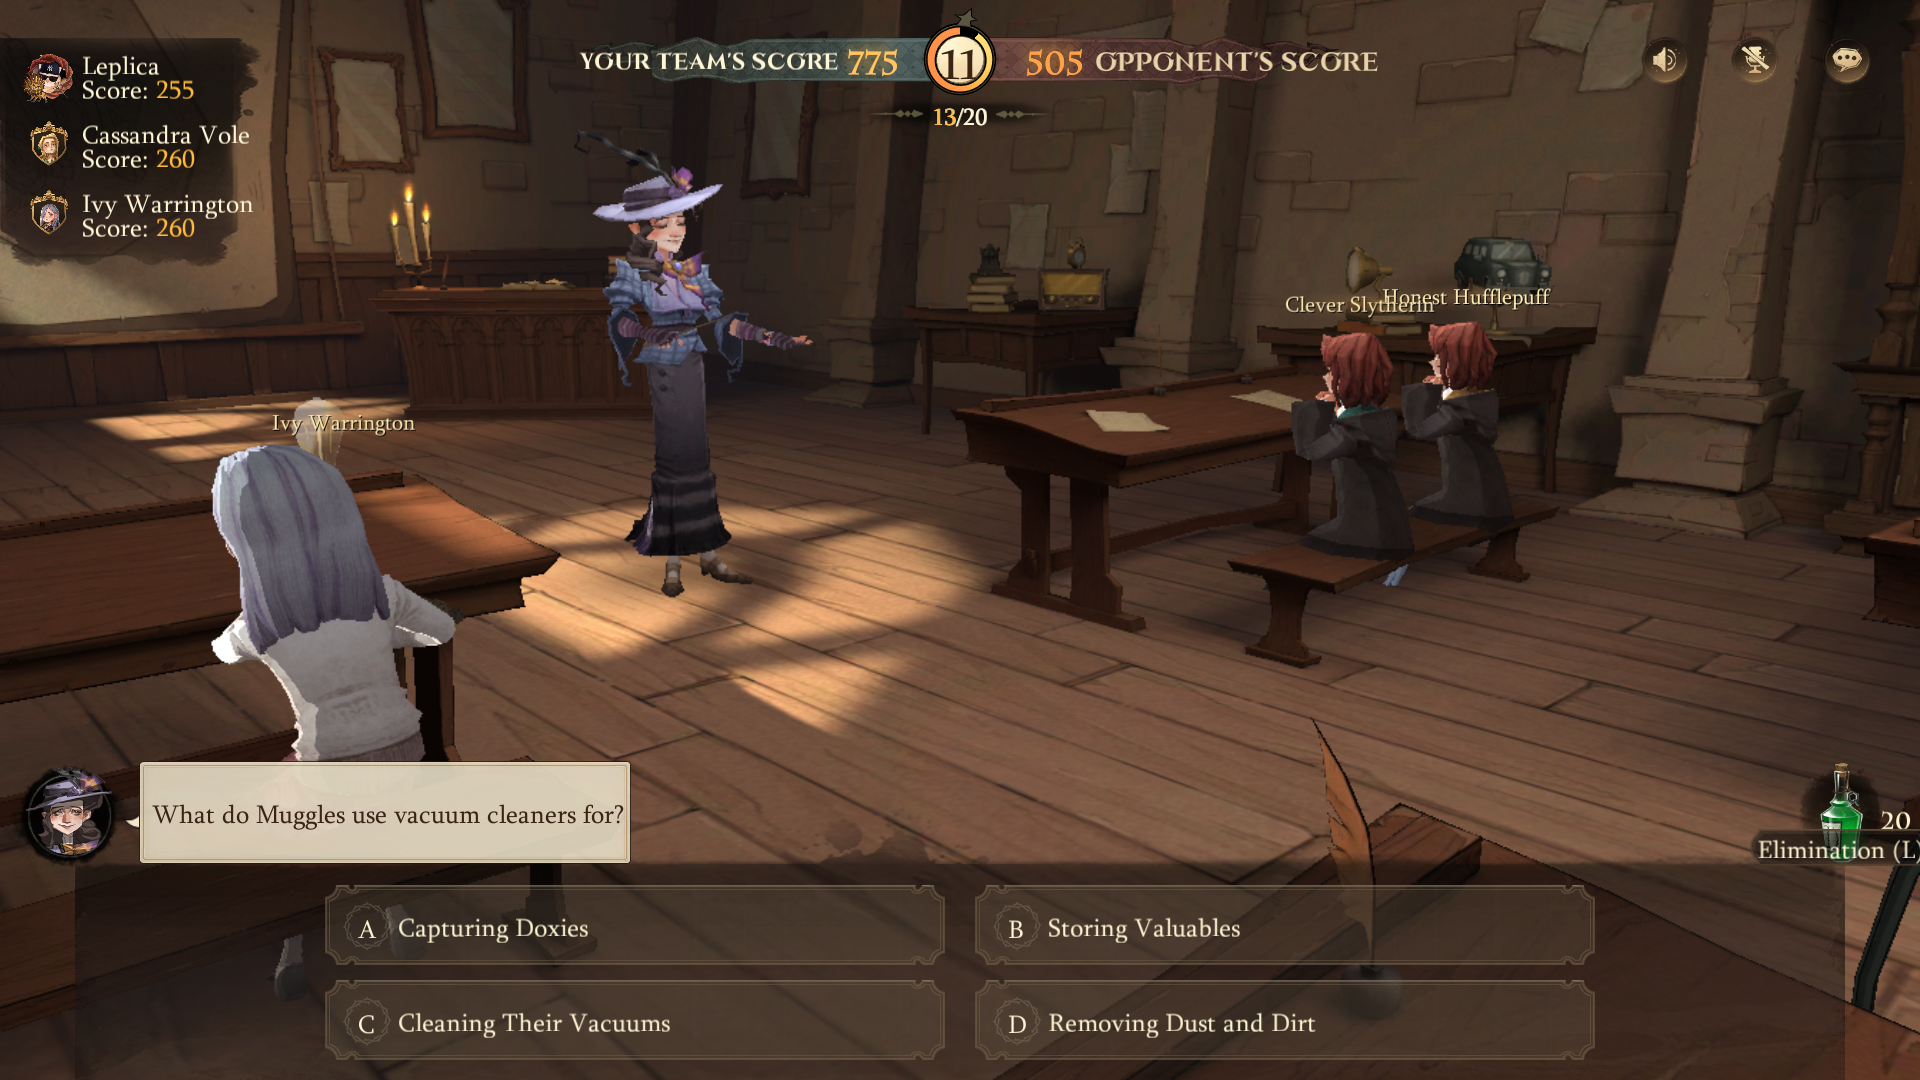 Leplica
Score: 255
Cassandra Vole
Score: 260
Ivy Warrington
Score: 260
YOUR TEAM'S SCORE 775
11
505 OPPONENT'S SCORE
13/20
Clever Slytherin
Honest Hufflepuff
Ivy Warrington
What do Muggles use vacuum cleaners for?
20
Elimination (L)
A Capturing Doxies
B Storing Valuables
C Cleaning Their Vacuums
D Removing Dust and Dirt